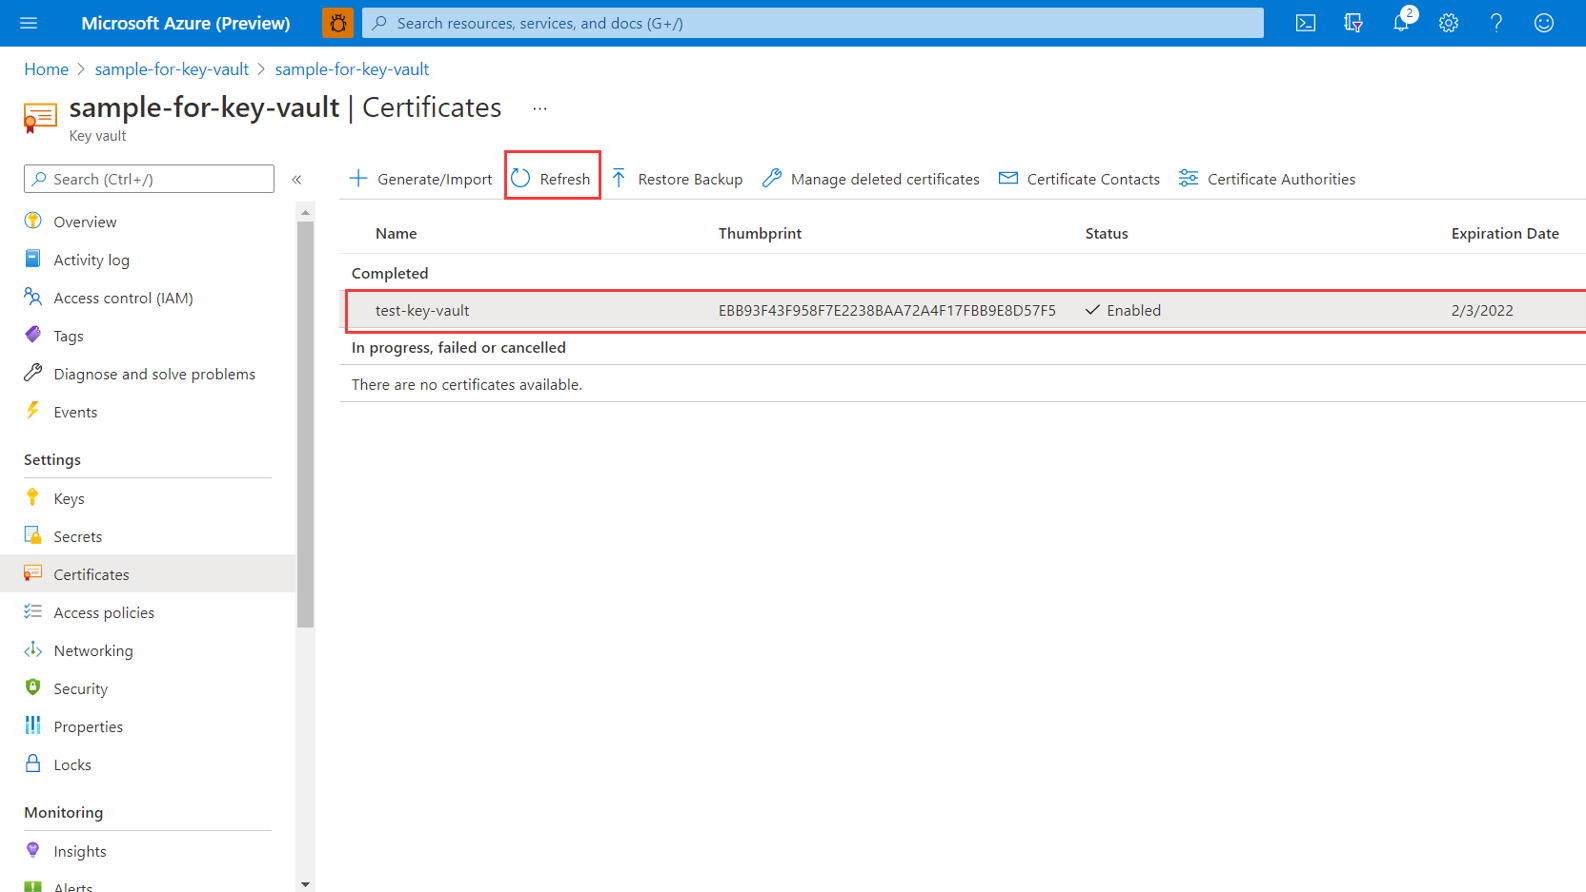 Microsoft Azure (Preview)
Search resources, services, and docs (G+/)
2
Home > sample-for-key-vault > sample-for-key-vault
sample-for-key-vault | Certificates ...
Key vault
Search (Ctrl+/)
«
Generate/Import
Refresh
Restore Backup
Manage deleted certificates
Certificate Contacts
Certificate Authorities
Overview
Activity log
Access control (IAM)
Tags
Diagnose and solve problems
Events
Settings
Keys
Secrets
Certificates
Access policies
Networking
Security
Properties
Locks
Monitoring
Insights
Alerts
Name Thumbprint Status Expiration Date
Completed
test-key-vault EBB93F43F958F7E2238BAA72A4F17FBB9E8D57F5 Enabled 2/3/2022
In progress, failed or cancelled
There are no certificates available.